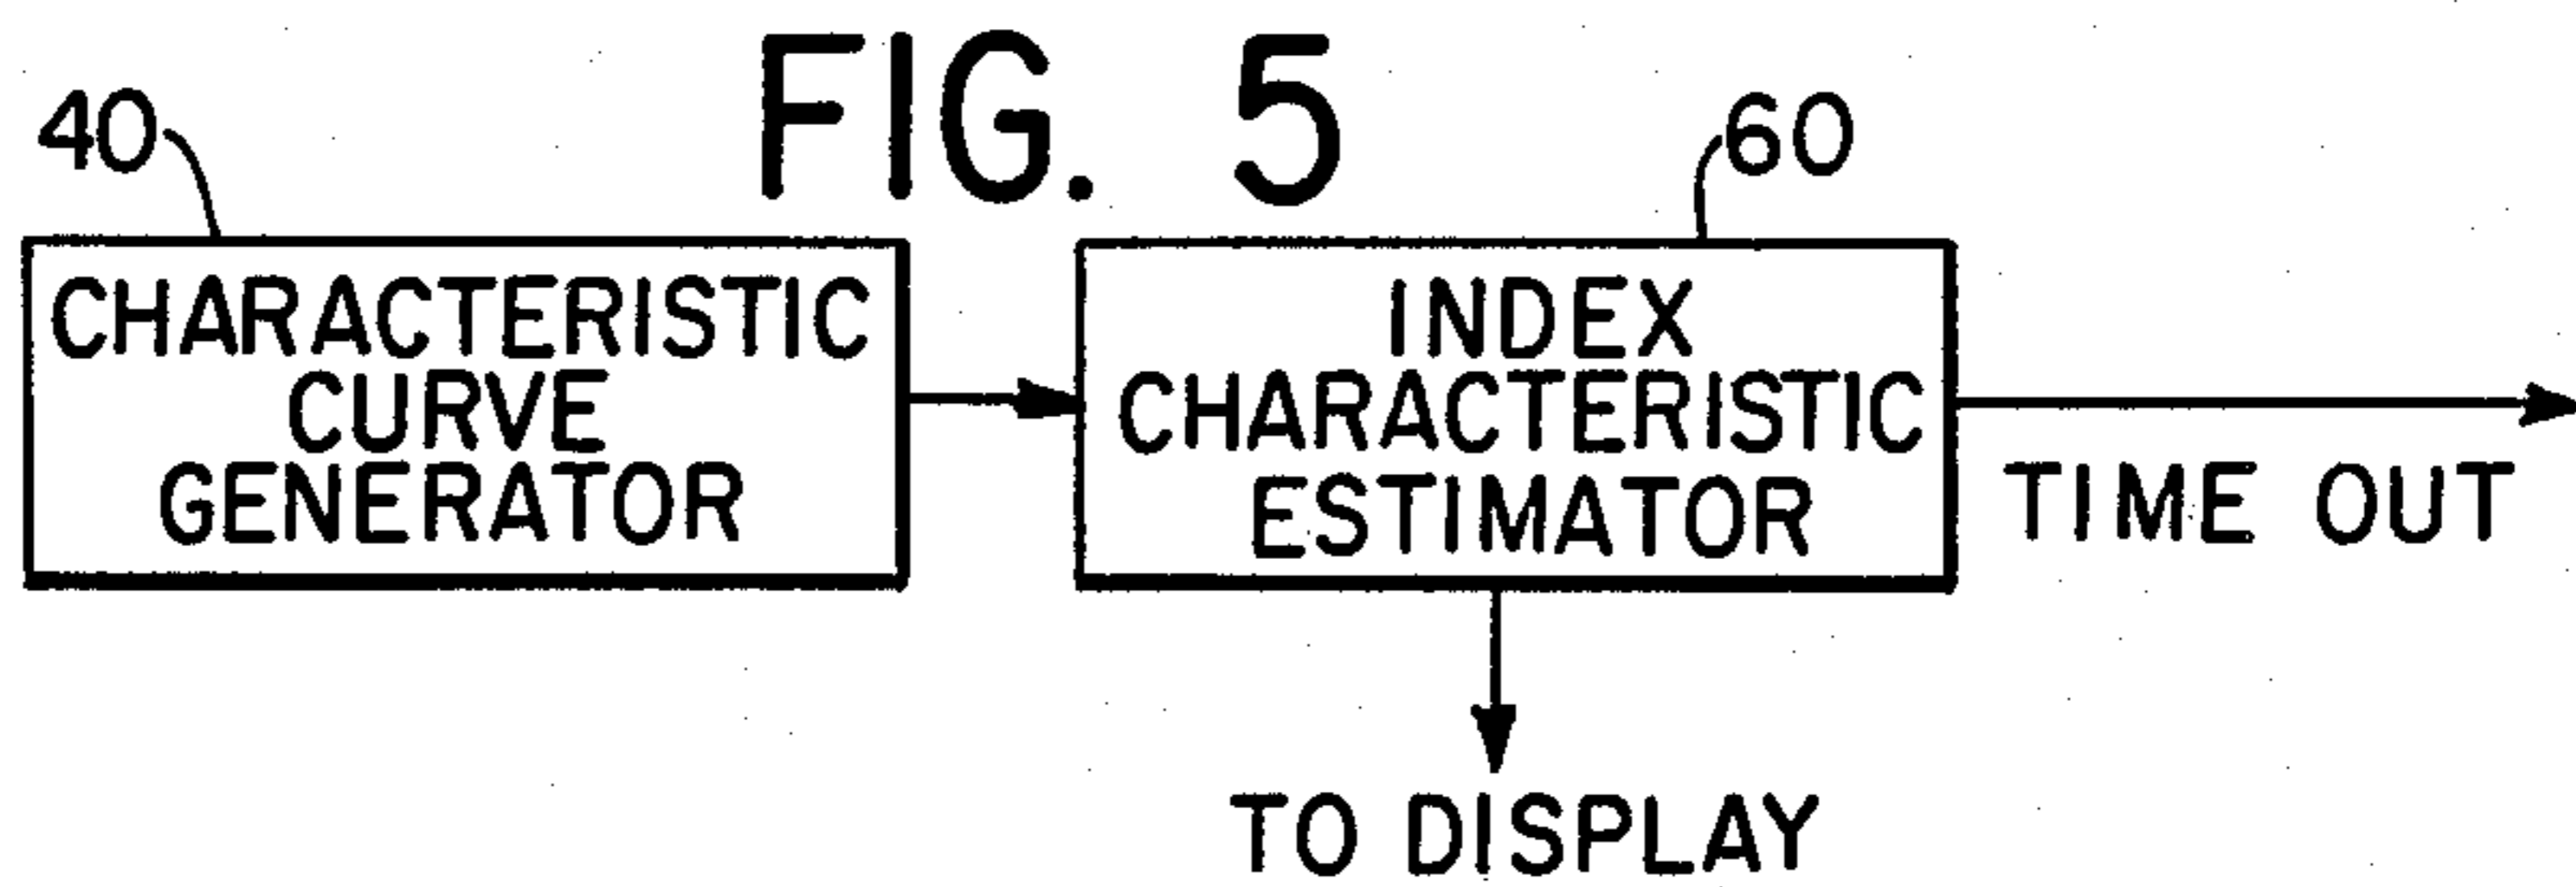 FIG. 5
40
60
CHARACTERISTIC
CURVE
GENERATOR
INDEX
CHARACTERISTIC
ESTIMATOR
TIME OUT
TO DISPLAY